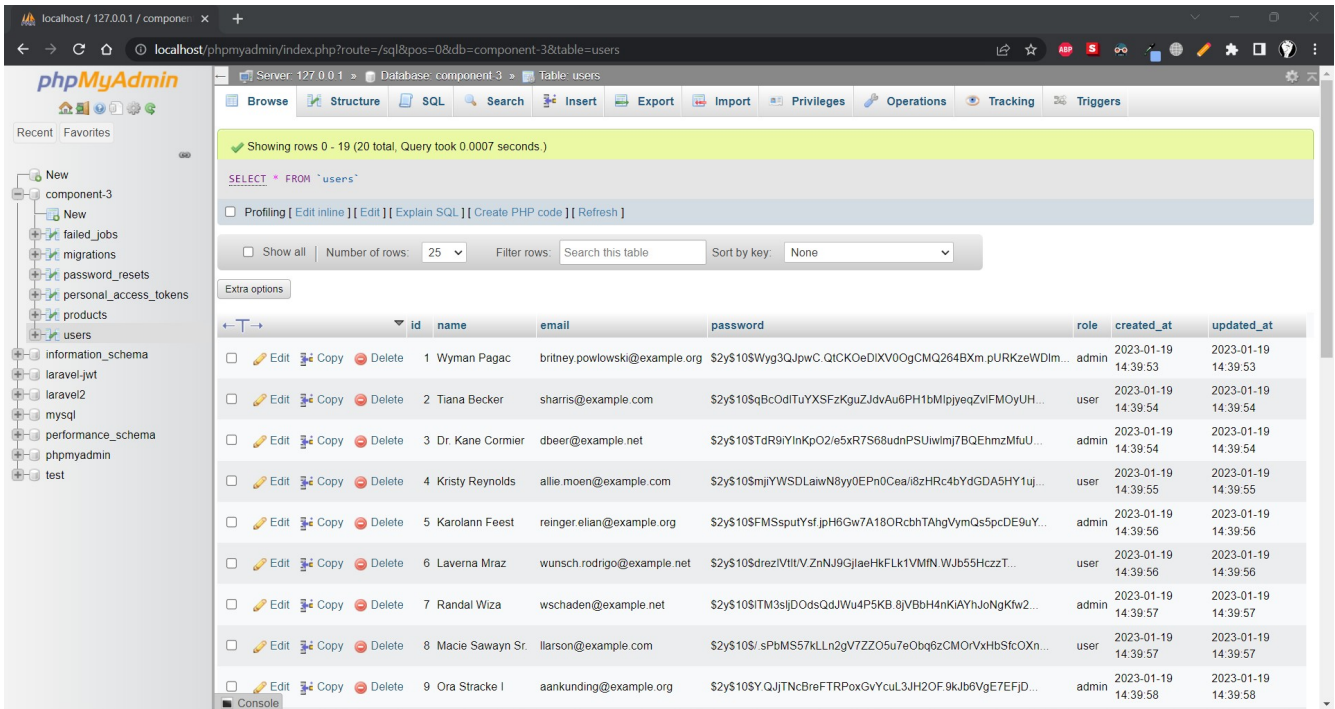 localhost / 127.0.0.1 / componen
localhost/phpmyadmin/index.php?route=/sql&pos=0&db=component-3&table=users
ABP
S
phpMyAdmin
Recent Favorites
New
component-3
New
failed_jobs
migrations
password_resets
personal_access_tokens
products
users
information_schema
laravel-jwt
laravel2
mysql
performance_schema
phpmyadmin
test
Server: 127.0.0.1 » Database: component-3 » Table: users
Browse Structure SQL Search Insert Export Import Privileges Operations Tracking Triggers
Showing rows 0 - 19 (20 total, Query took 0.0007 seconds.)
SELECT * FROM `users`
Profiling [ Edit inline ] [ Edit ] [ Explain SQL ] [ Create PHP code ] [ Refresh ]
Show all | Number of rows: 25 Filter rows: Search this table Sort by key: None
Extra options
id name email password role created_at updated_at
Edit Copy Delete 1 Wyman Pagac britney.powlowski@example.org admin 2023-01-19 14:39:53 2023-01-19 14:39:53
Edit Copy Delete 2 Tiana Becker sharris@example.com user 2023-01-19 14:39:54 2023-01-19 14:39:54
Edit Copy Delete 3 Dr. Kane Cormier dbeer@example.net admin 2023-01-19 14:39:54 2023-01-19 14:39:54
Edit Copy Delete 4 Kristy Reynolds allie.moen@example.com user 2023-01-19 14:39:55 2023-01-19 14:39:55
Edit Copy Delete 5 Karolann Feest reinger.elian@example.org admin 2023-01-19 14:39:56 2023-01-19 14:39:56
Edit Copy Delete 6 Laverna Mraz wunsch.rodrigo@example.net user 2023-01-19 14:39:56 2023-01-19 14:39:56
Edit Copy Delete 7 Randal Wiza wschaden@example.net admin 2023-01-19 14:39:57 2023-01-19 14:39:57
Edit Copy Delete 8 Macie Sawayn Sr. llarson@example.com user 2023-01-19 14:39:57 2023-01-19 14:39:57
Edit Copy Delete 9 Ora Stracke I aankunding@example.org admin 2023-01-19 14:39:58 2023-01-19 14:39:58
Console